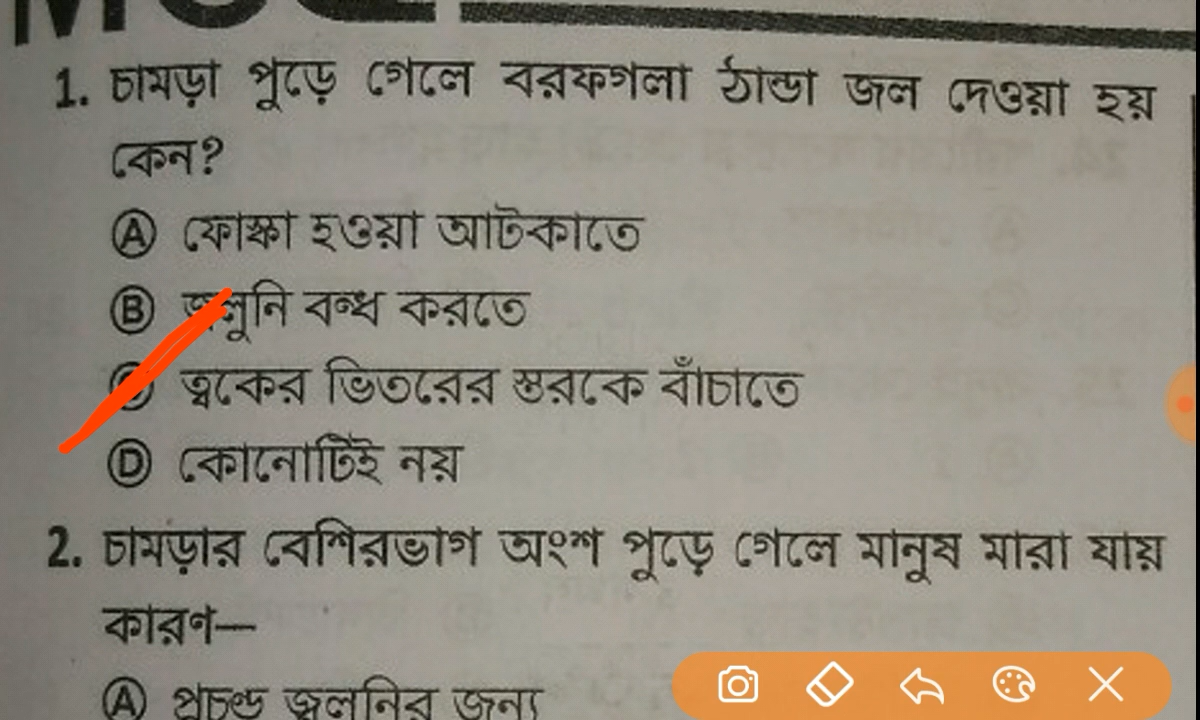 1. চামড়া পুড়ে গেলে বরফগলা ঠান্ডা জল দেওয়া হয়
কেন?
Ⓐ ফোস্কা হওয়া আটকাতে
Ⓑ জ্বলুনি বন্ধ করতে
Ⓒ ত্বকের ভিতরের স্তরকে বাঁচাতে
Ⓓ কোনোটিই নয়
2. চামড়ার বেশিরভাগ অংশ পুড়ে গেলে মানুষ মারা যায়
কারণ—
Ⓐ প্রচণ্ড জ্বলুনির জন্য